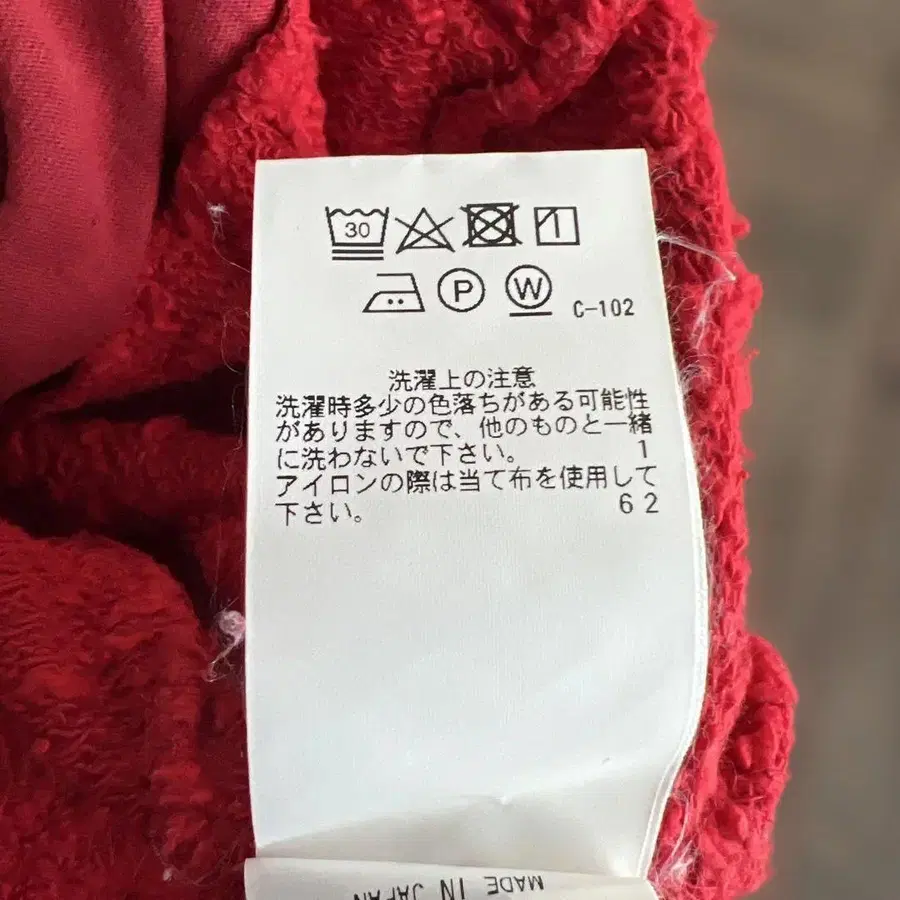 30
P W C-102
洗濯上の注意
洗濯時多少の色落ちがある可能性
がありますので、他のものと一緒
に洗わないで下さい。 1
アイロンの際は当て布を使用して
下さい。 62
MADE IN JAPAN